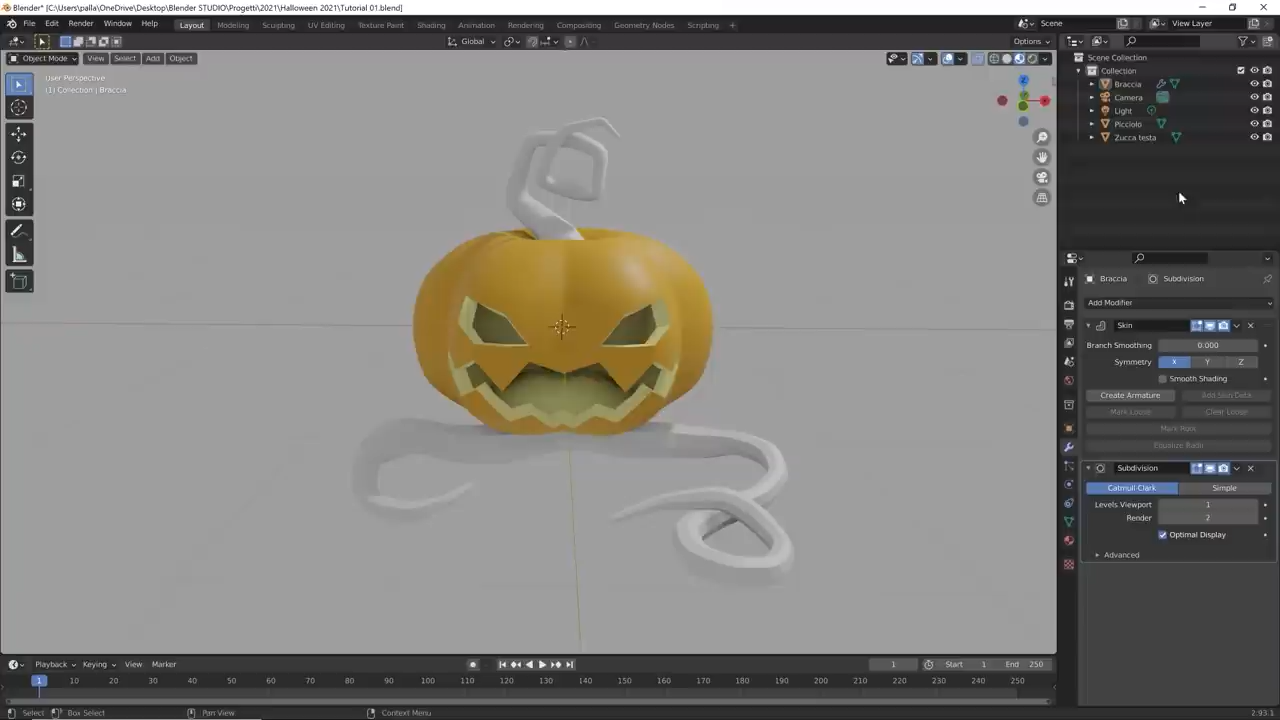 Blender* [C:\Users\palla\OneDrive\Desktop\Blender STUDIO\Progetti\2021\Halloween 2021\Tutorial 01.blend]
File Edit Render Window Help Layout Modeling Sculpting UV Editing Texture Paint Shading Animation Rendering Compositing Geometry Nodes Scripting + Scene View Layer
Global Options
Object Mode View Select Add Object
User Perspective
(1) Collection | Braccia
Z
Scene Collection
Collection
Braccia
Camera
Light
Picciolo
Zucca testa
Braccia Subdivision
Add Modifier
Skin
Branch Smoothing 0.000
Symmetry X Y Z
Smooth Shading
Create Armature Add Skin Data
Mark Loose Clear Loose
Mark Root
Equalize Radii
Subdivision
Catmull-Clark Simple
Levels Viewport 1
Render 2
Optimal Display
Advanced
Playback Keying View Marker 1 Start 1 End 250
1 10 20 30 40 50 60 70 80 90 100 110 120 130 140 150 160 170 180 190 200 210 220 230 240 250
Select Box Select Pan View Context Menu 2.93.1